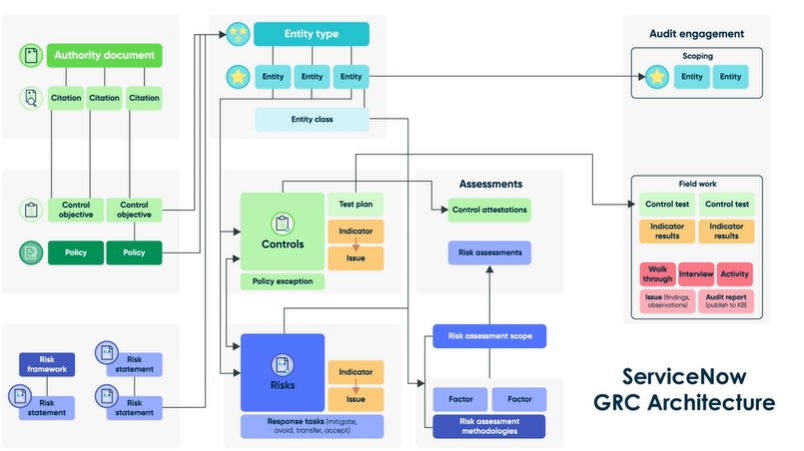 Authority document
Citation
Citation
Citation
Control
objective
Control
objective
Policy
Policy
Risk
framework
Risk
statement
Risk
statement
Risk
statement
Entity type
Entity
Entity
Entity
Entity class
Controls
Test plan
Indicator
Issue
Policy exception
Risks
Indicator
Issue
Response tasks (mitigate,
avoid, transfer, accept)
Assessments
Control attestations
Risk assessments
Risk assessment scope
Factor
Factor
Risk assessment
methodologies
Audit engagement
Scoping
Entity
Entity
Field work
Control test
Control test
Indicator
results
Indicator
results
Walk
through
Interview
Activity
Issue (findings,
observations)
Audit report
(publish to KB)
ServiceNow
GRC Architecture